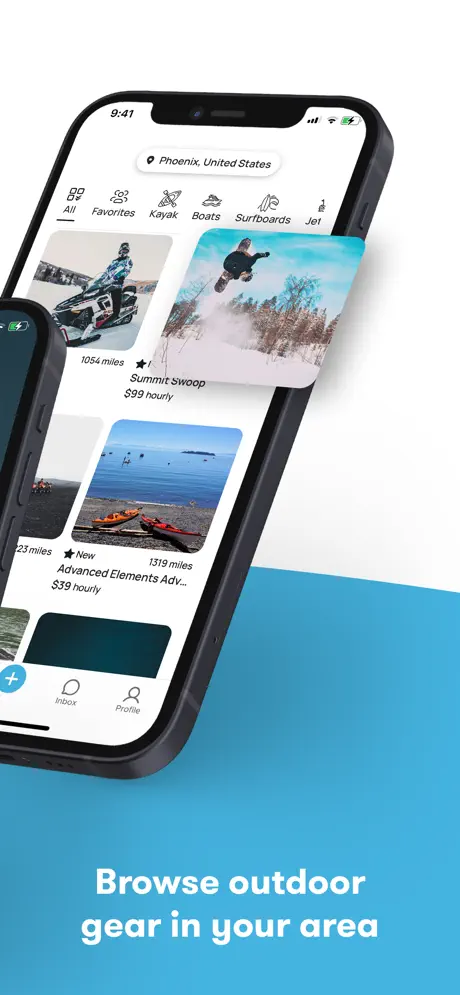 9:41
Phoenix, United States
All
Favorites
Kayak
Boats
Surfboards
Jet
1054 miles
Summit Swoop
$99 hourly
223 miles
New
1319 miles
Advanced Elements Adv...
$39 hourly
Inbox
Profile
Browse outdoor
gear in your area